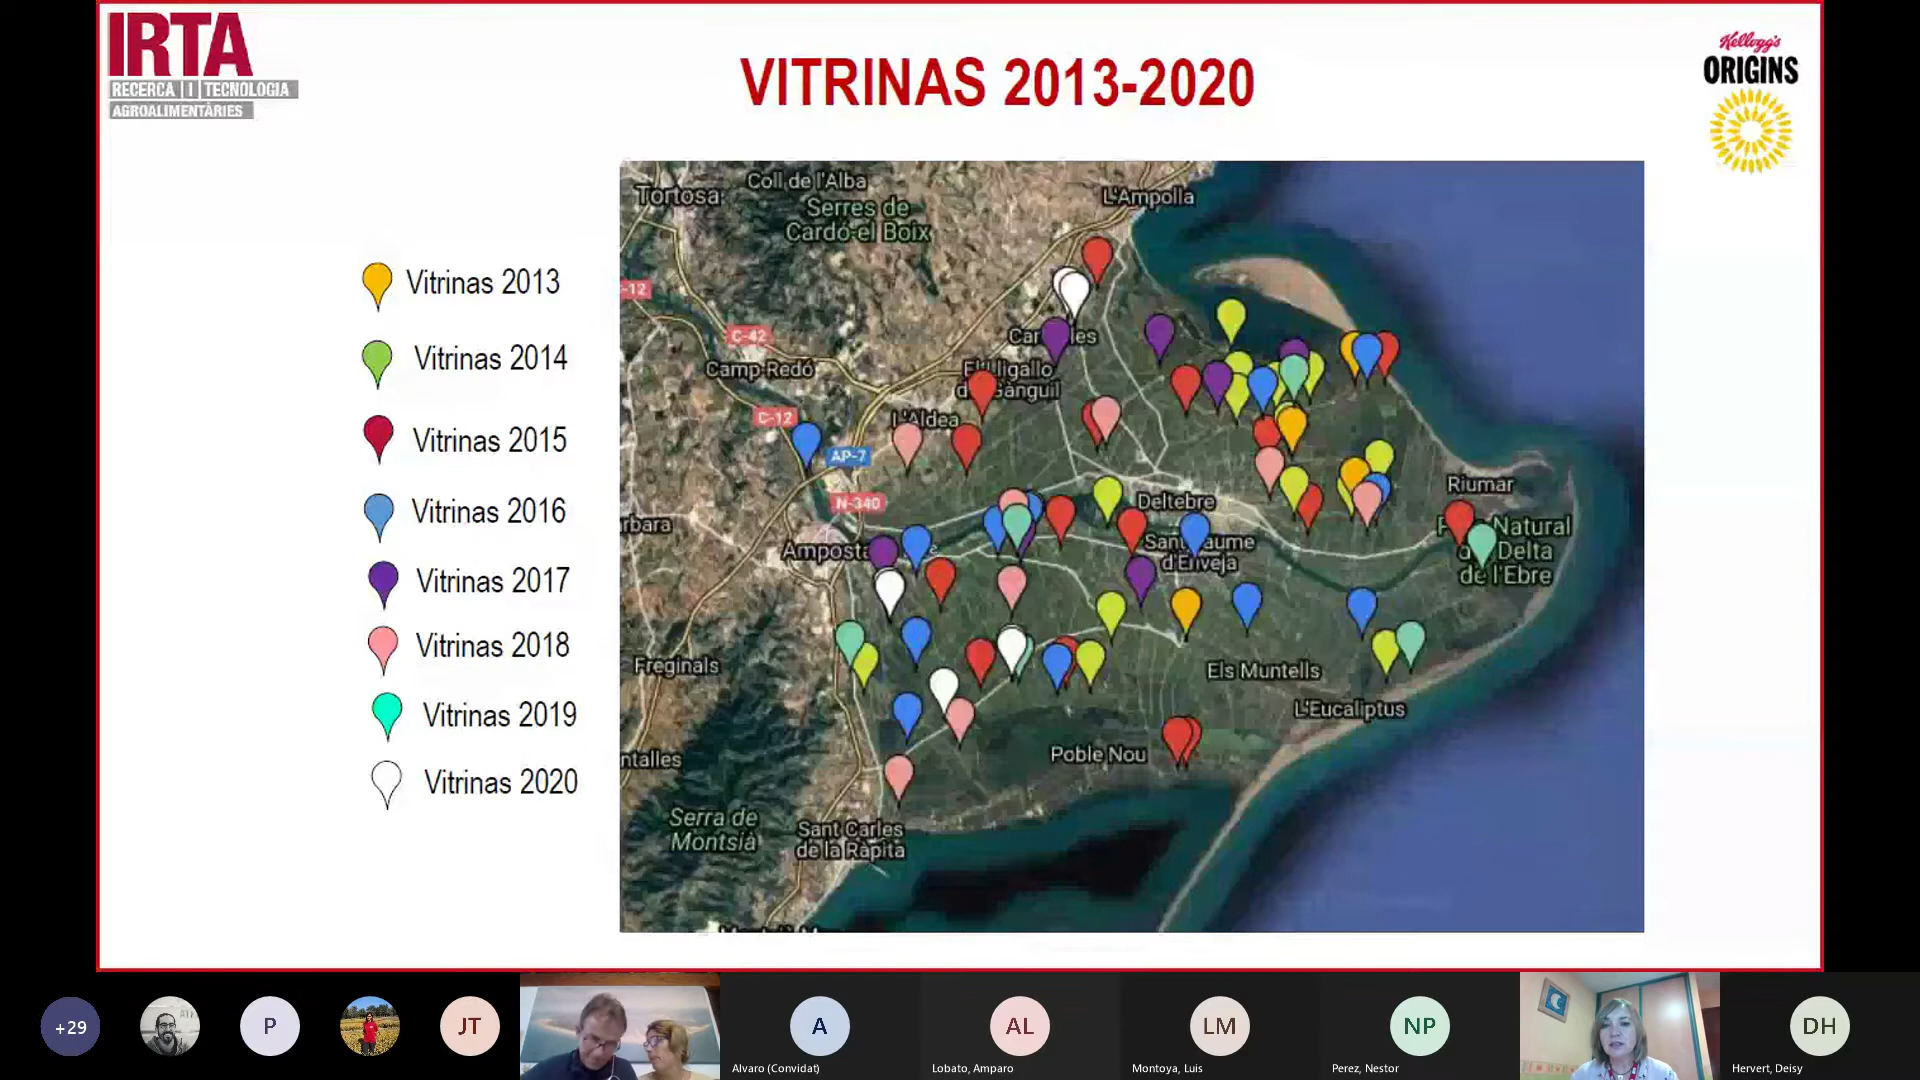 IRTA
RECERCA | I | TECNOLOGIA
AGROALIMENTÀRIES
VITRINAS 2013-2020
Kellogg's
ORIGINS
Vitrinas 2013
Vitrinas 2014
Vitrinas 2015
Vitrinas 2016
Vitrinas 2017
Vitrinas 2018
Vitrinas 2019
Vitrinas 2020
Tortosa
Coll de l'Alba
Serres de
Cardó-el Boix
L'Ampolla
-12
C-42
Camp-Redó
C-12
L'Aldea
AP-7
N-340
Deltebre
Riumar
Natural
Delta
de l'Ebre
d'Enveja
Freginals
Els Muntells
L'Eucaliptus
Poble Nou
ntalles
Serra de
Montsià
Sant Carles
de la Ràpita
+29
P
JT
A
Alvaro (Convidat)
AL
Lobato, Amparo
LM
Montoya, Luis
NP
Perez, Nestor
DH
Hervert, Deisy